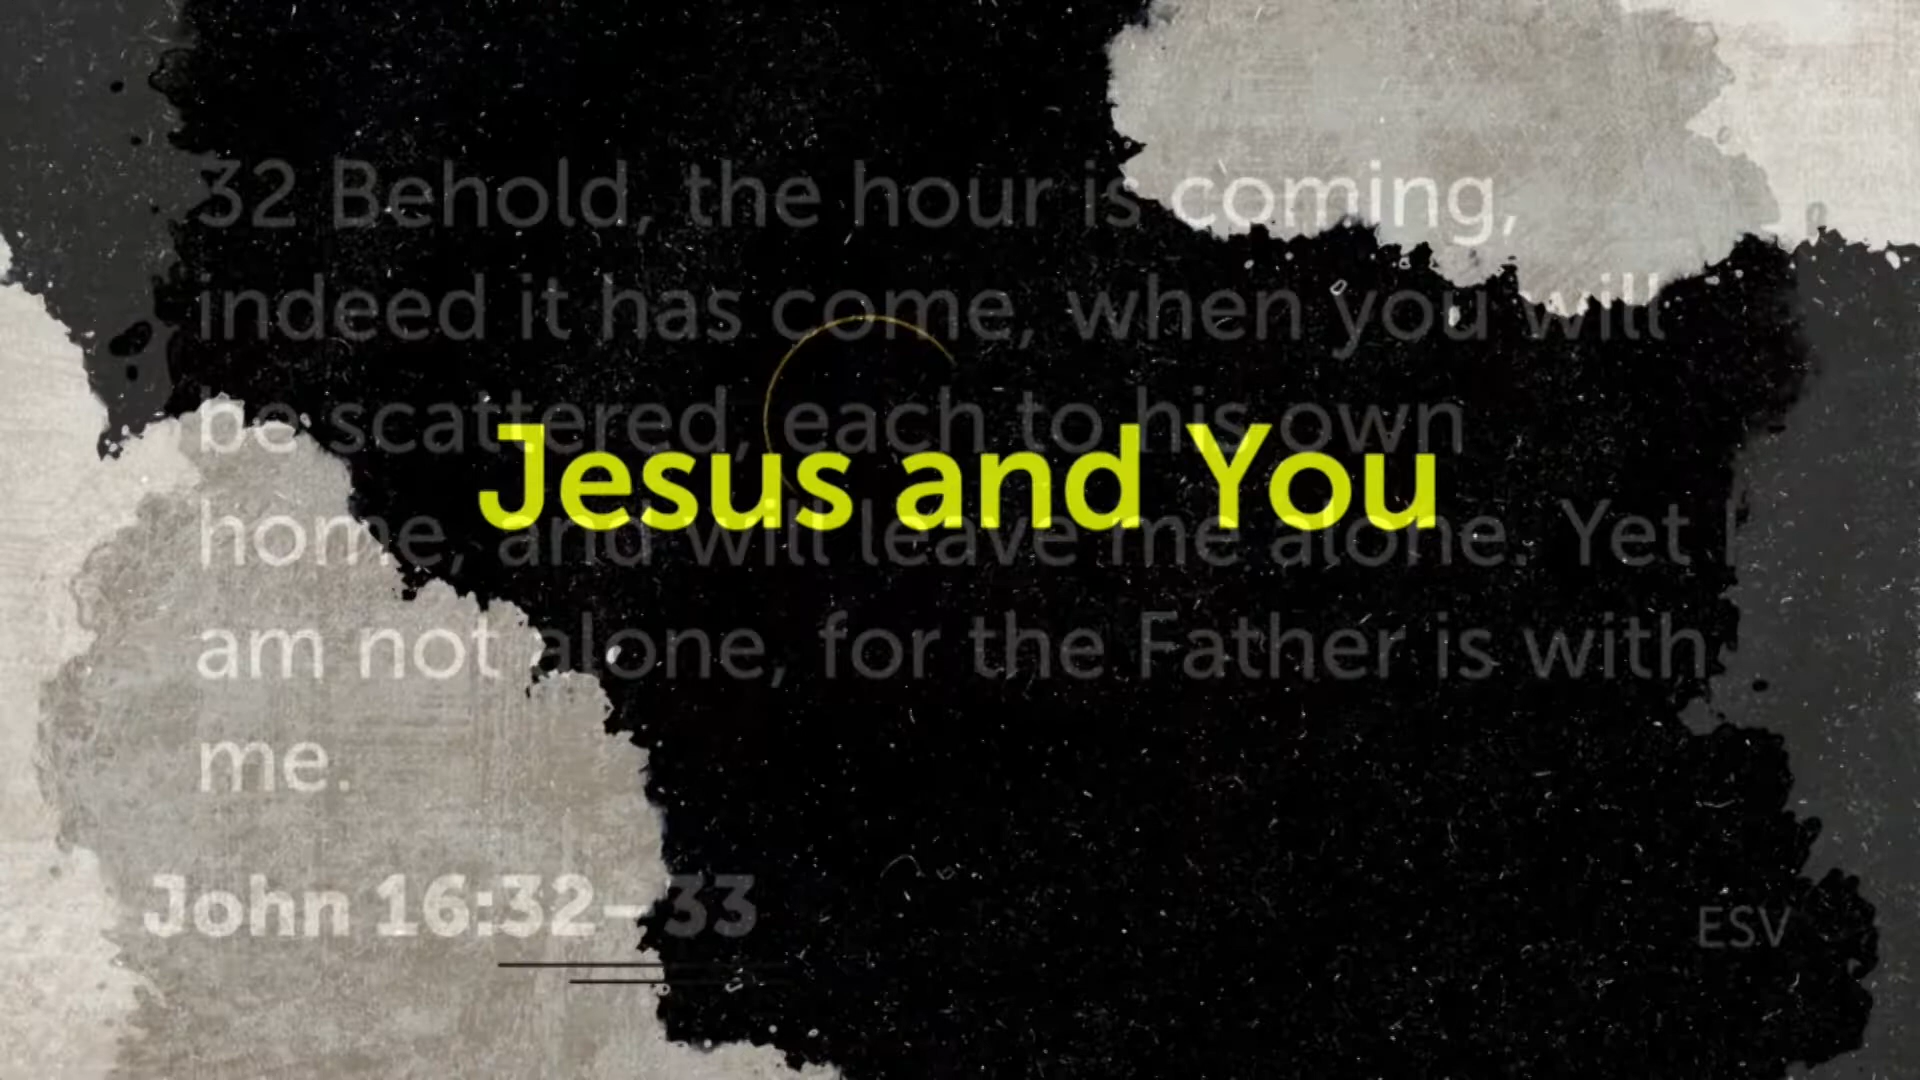 32 Behold, the hour is coming,
indeed it has come, when you will
be scattered, each to his own
Jesus and You
home, and will leave me alone. Yet I
am not alone, for the Father is with
me.
John 16:32–33
ESV